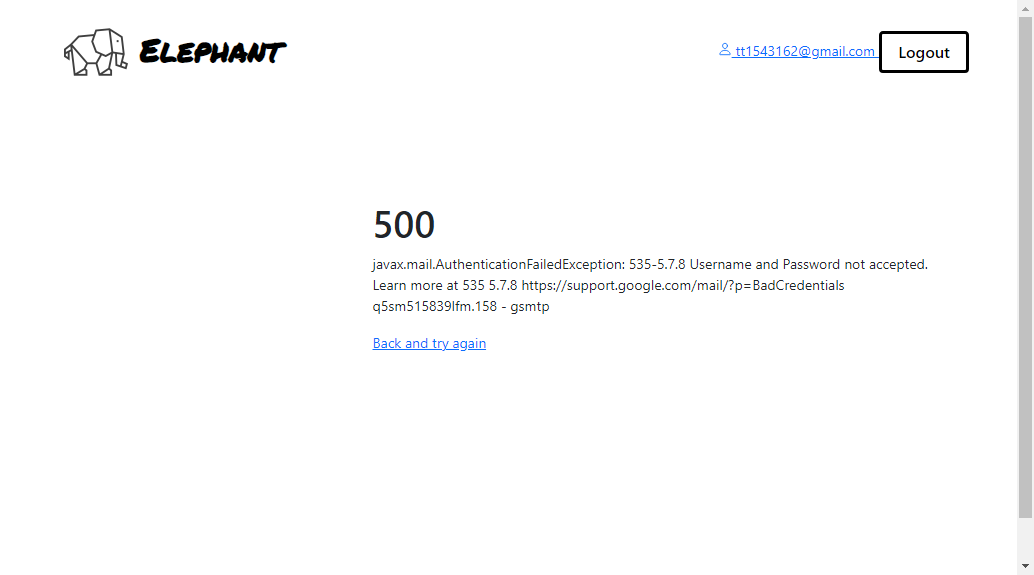 ELEPHANT
tt1543162@gmail.com
Logout
500
javax.mail.AuthenticationFailedException: 535-5.7.8 Username and Password not accepted.
Learn more at 535 5.7.8 https://support.google.com/mail/?p=BadCredentials
q5sm515839lfm.158 - gsmtp
Back and try again